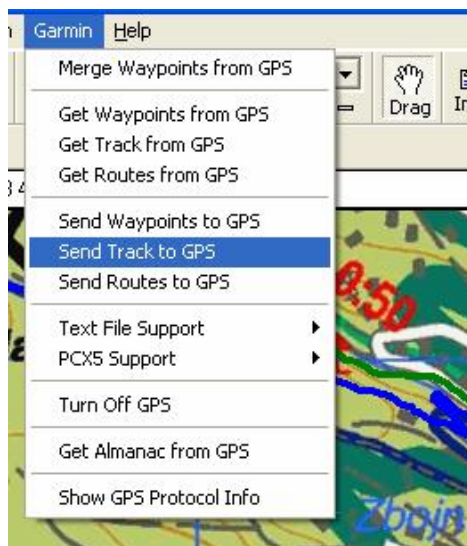 Garmin Help
Merge Waypoints from GPS
Drag
Get Waypoints from GPS
Get Track from GPS
Get Routes from GPS
Send Waypoints to GPS
Send Track to GPS
Send Routes to GPS
0:50
Text File Support
PCX5 Support
Turn Off GPS
Get Almanac from GPS
Show GPS Protocol Info
Zbojn